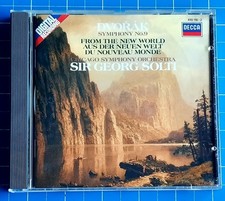 DVOŘÁK
SYMPHONY NO.9
FROM THE NEW WORLD
AUS DER NEUEN WELT
DU NOUVEAU MONDE
CHICAGO SYMPHONY ORCHESTRA
SIR GEORG SOLTI
DIGITAL
DECCA